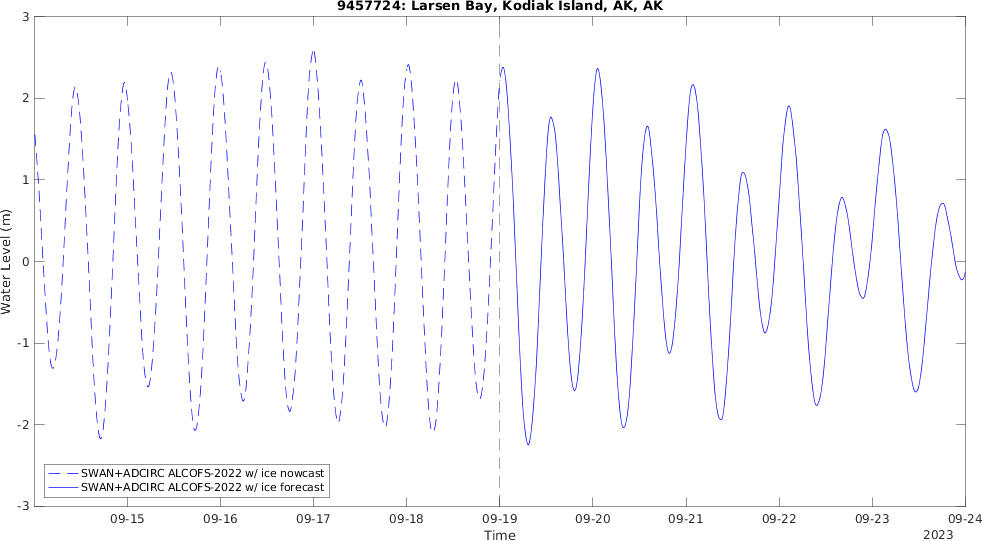 9457724: Larsen Bay, Kodiak Island, AK, AK
3
2
1
0
-1
-2
-3
Water Level (m)
SWAN+ADCIRC ALCOFS-2022 w/ ice nowcast
SWAN+ADCIRC ALCOFS-2022 w/ ice forecast
09-15 09-16 09-17 09-18 09-19 09-20 09-21 09-22 09-23 09-24
Time
2023